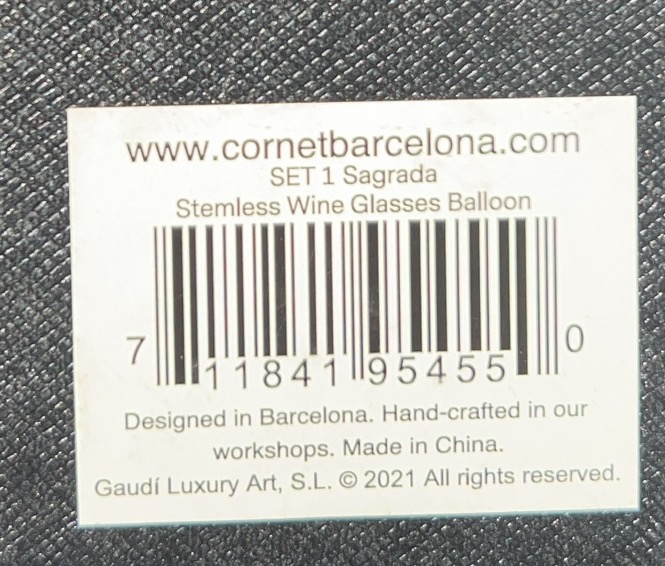 www.cornetbarcelona.com
SET 1 Sagrada
Stemless Wine Glasses Balloon
7 11841 95455 0
Designed in Barcelona. Hand-crafted in our
workshops. Made in China.
Gaudí Luxury Art, S.L. © 2021 All rights reserved.